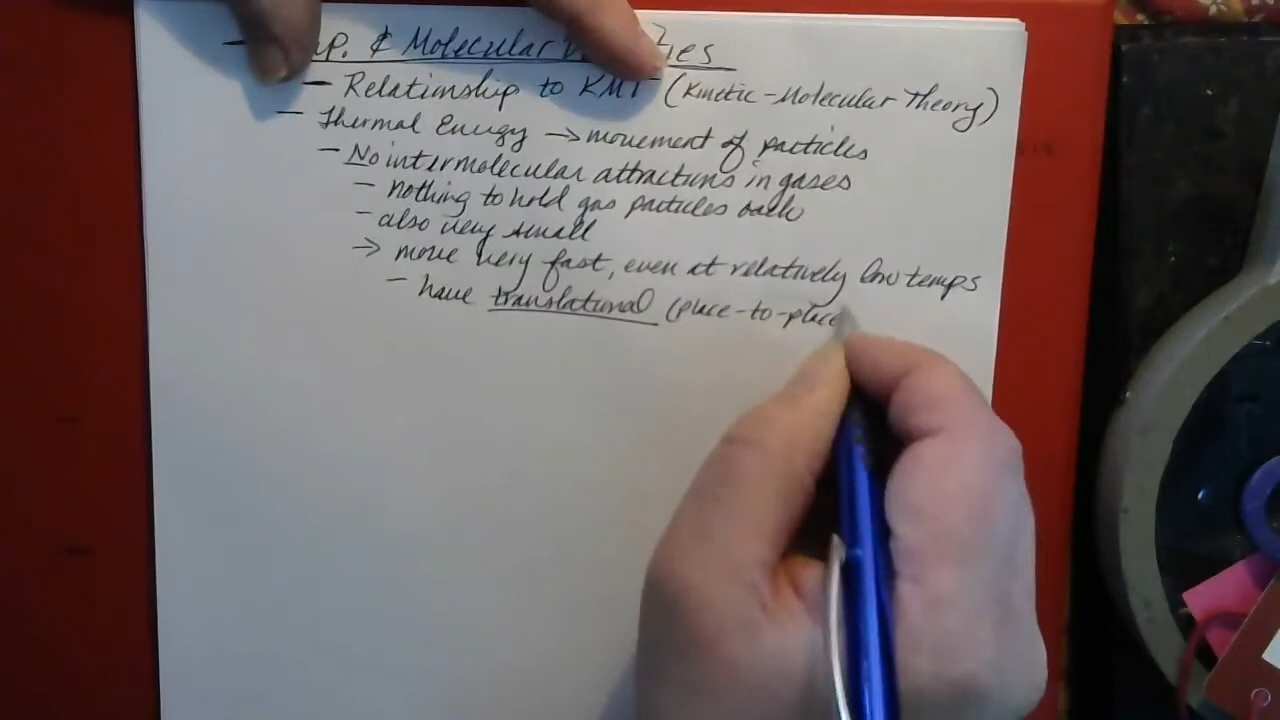 - & Molecular
- Relationship to KMT (Kinetic-Molecular Theory)
- Thermal Energy → movement of particles
- No intermolecular attractions in gases
- nothing to hold gas particles back
- also very small
→ move very fast, even at relatively low temps
- have translational (place-to-place